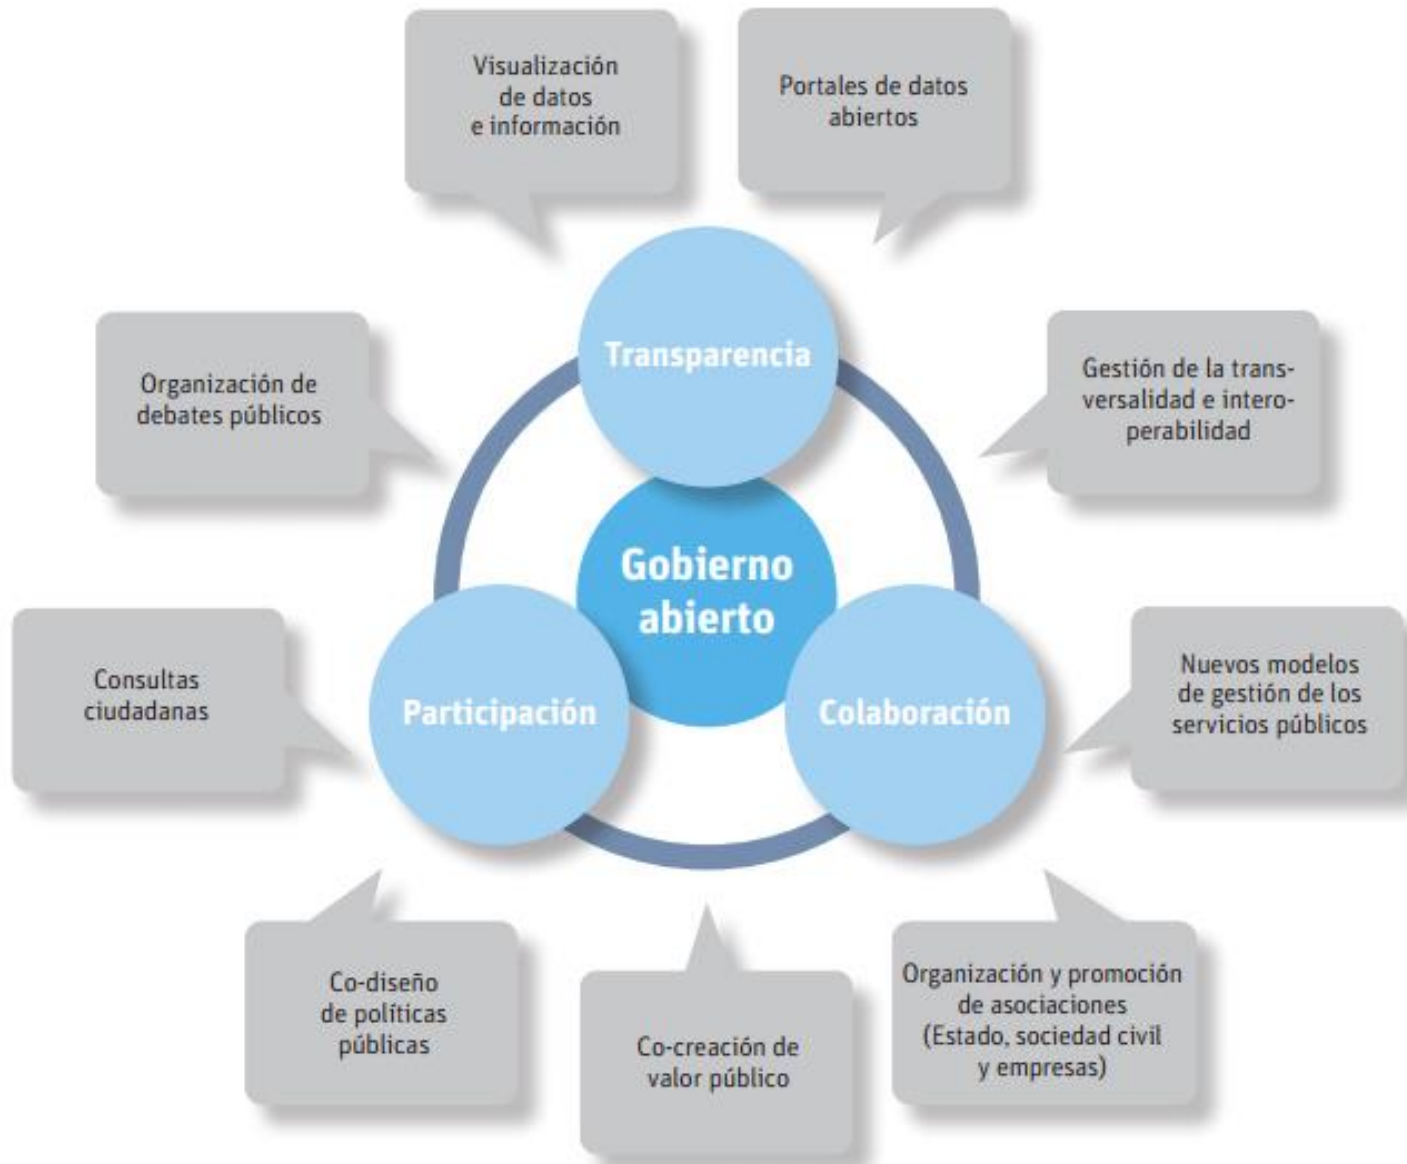 Visualización
de datos
e información
Portales de datos
abiertos
Transparencia
Organización de
debates públicos
Gestión de la trans-
versalidad e intero-
perabilidad
Gobierno
abierto
Consultas
ciudadanas
Participación
Colaboración
Nuevos modelos
de gestión de los
servicios públicos
Co-diseño
de políticas
públicas
Co-creación de
valor público
Organización y promoción
de asociaciones
(Estado, sociedad civil
y empresas)